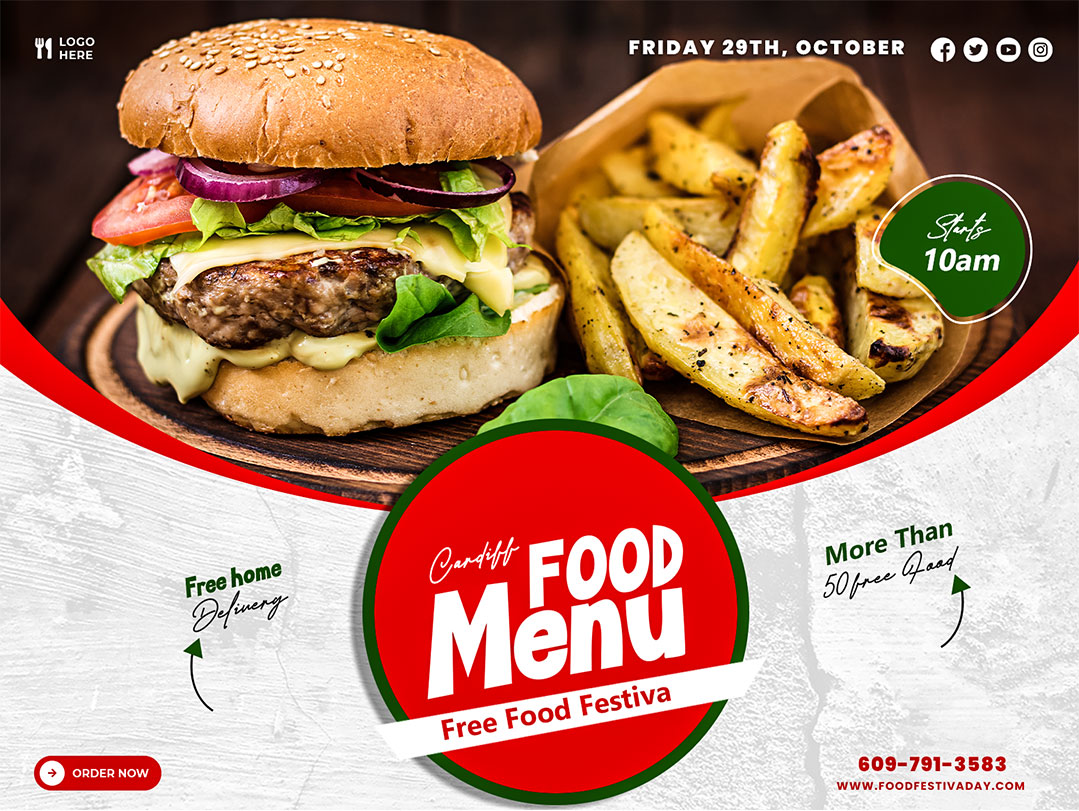 LOGO
HERE
FRIDAY 29TH, OCTOBER
Starts
10am
Cardiff
FOOD
Menu
Free Food Festiva
Free home
Delivery
More Than
50 free Food
ORDER NOW
609-791-3583
WWW.FOODFESTIVADAY.COM